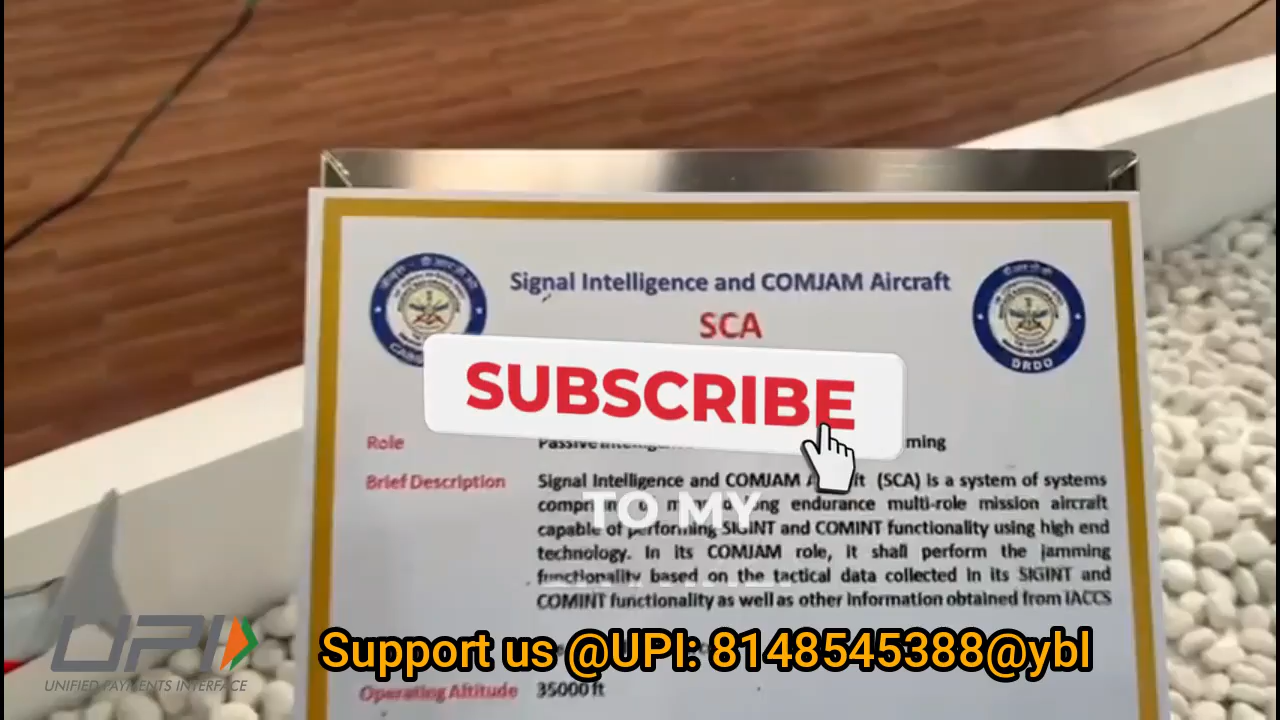 Signal Intelligence and COMJAM Aircraft
SCA
DRDO
SUBSCRIBE
Role
ming
Brief Description
Signal Intelligence and COMJAM (SCA) is a system of systems
TO MY
endurance multi-role mission aircraft
capable of performing SIGINT and COMINT functionality using high end
technology. In its COMJAM role, it shall perform the jamming
functionality based on the tactical data collected in its SIGINT and
COMINT functionality as well as other information obtained from IACCS
UPI
UNIFIED PAYMENTS INTERFACE
Support us @UPI: 8148545388@ybl
Operating Altitude 35000 ft